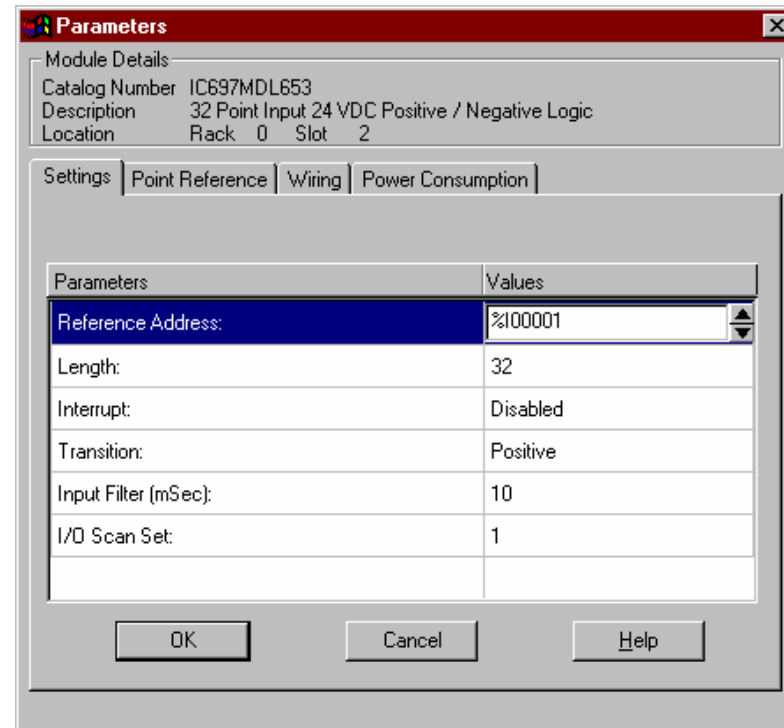 Parameters
Module Details
Catalog Number IC697MDL653
Description 32 Point Input 24 VDC Positive / Negative Logic
Location Rack 0 Slot 2
Settings Point Reference Wiring Power Consumption
Parameters Values
Reference Address: %I00001
Length: 32
Interrupt: Disabled
Transition: Positive
Input Filter (mSec): 10
I/O Scan Set: 1
OK Cancel Help